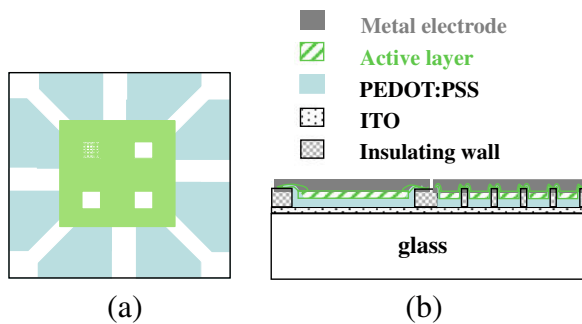 Metal electrode
Active layer
PEDOT:PSS
ITO
Insulating wall
glass
(a)
(b)